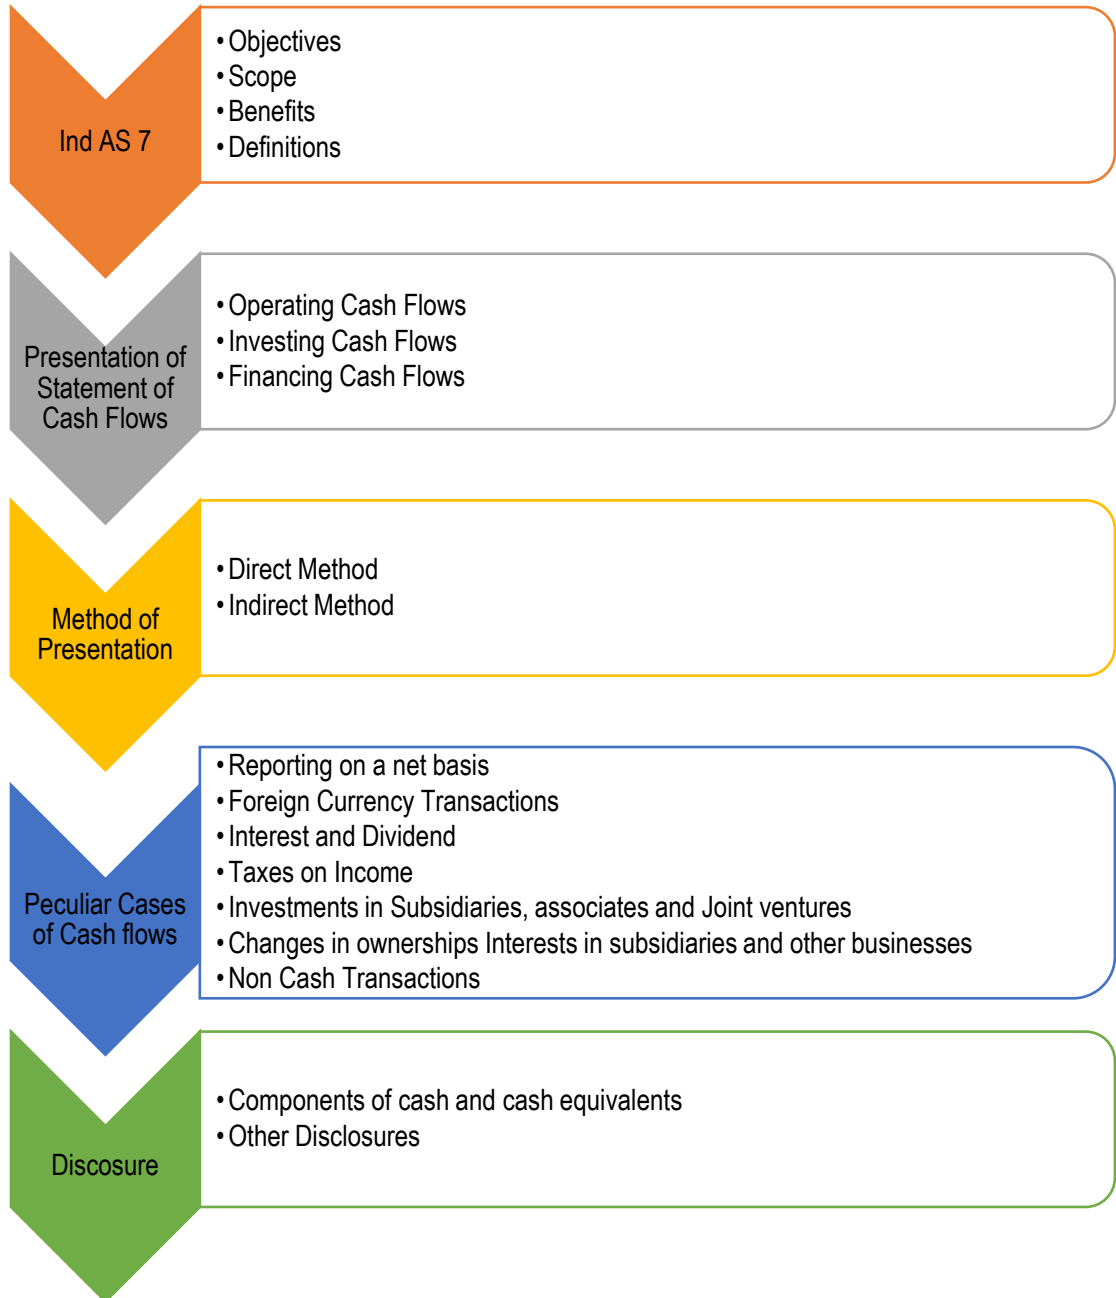 Ind AS 7
• Objectives
• Scope
• Benefits
• Definitions
Presentation of
Statement of
Cash Flows
• Operating Cash Flows
• Investing Cash Flows
• Financing Cash Flows
Method of
Presentation
• Direct Method
• Indirect Method
Peculiar Cases
of Cash flows
• Reporting on a net basis
• Foreign Currency Transactions
• Interest and Dividend
• Taxes on Income
• Investments in Subsidiaries, associates and Joint ventures
• Changes in ownerships Interests in subsidiaries and other businesses
• Non Cash Transactions
Discosure
• Components of cash and cash equivalents
• Other Disclosures